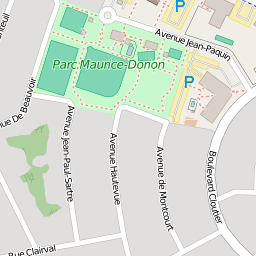 anteuil
P
Avenue Jean-Paquin
Parc Maurice-Donon
P
ue De Beauvoir
Avenue Jean-Paul-Sartre
Avenue Hautevue
Avenue de Montcourt
Boulevard Cloutier
Rue Clairval